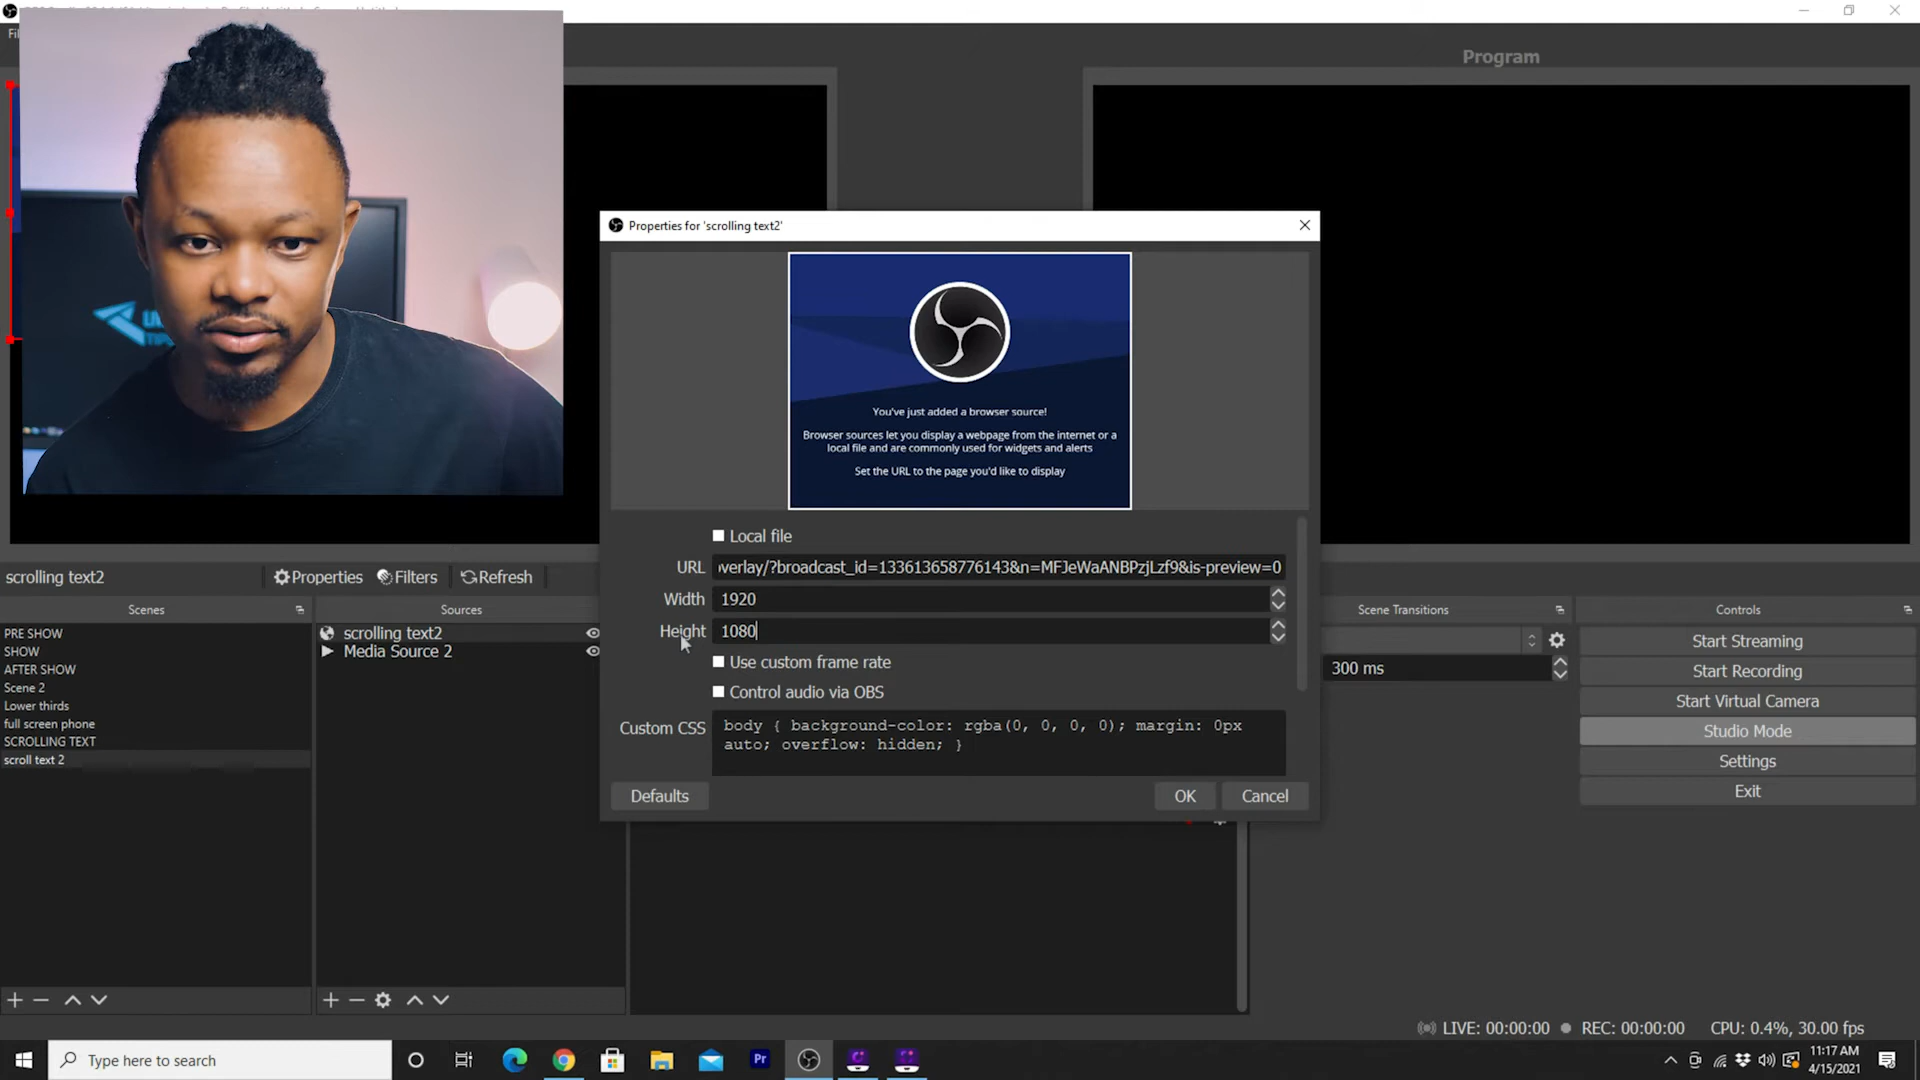 Program
Properties for 'scrolling text2'
You've just added a browser source!
Browser sources let you display a webpage from the internet or a
local file and are commonly used for widgets and alerts
Set the URL to the page you'd like to display
Local file
URL
verlay/?broadcast_id=133613658776143&n=MFJeWaANBPzjLzf9&is-preview=0
Width
1920
Height
1080
Use custom frame rate
Control audio via OBS
Custom CSS
body { background-color: rgba(0, 0, 0, 0); margin: 0px
auto; overflow: hidden; }
Defaults
OK
Cancel
scrolling text2
Properties
Filters
Refresh
Scenes
PRE SHOW
SHOW
AFTER SHOW
Scene 2
Lower thirds
full screen phone
SCROLLING TEXT
scroll text 2
Sources
scrolling text2
Media Source 2
Scene Transitions
300 ms
Controls
Start Streaming
Start Recording
Start Virtual Camera
Studio Mode
Settings
Exit
LIVE: 00:00:00
REC: 00:00:00
CPU: 0.4%, 30.00 fps
Type here to search
Pr
11:17 AM
4/15/2021